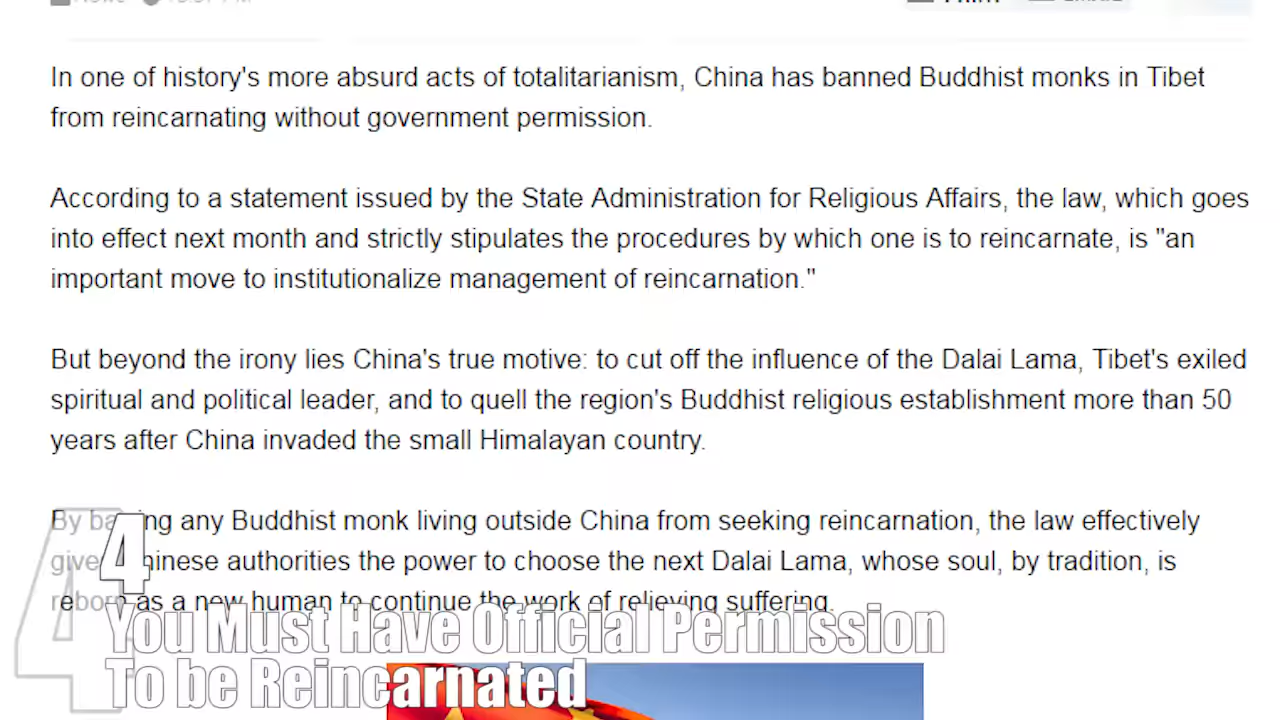 In one of history's more absurd acts of totalitarianism, China has banned Buddhist monks in Tibet
from reincarnating without government permission.
According to a statement issued by the State Administration for Religious Affairs, the law, which goes
into effect next month and strictly stipulates the procedures by which one is to reincarnate, is "an
important move to institutionalize management of reincarnation."
But beyond the irony lies China's true motive: to cut off the influence of the Dalai Lama, Tibet's exiled
spiritual and political leader, and to quell the region's Buddhist religious establishment more than 50
years after China invaded the small Himalayan country.
By barring any Buddhist monk living outside China from seeking reincarnation, the law effectively
gives Chinese authorities the power to choose the next Dalai Lama, whose soul, by tradition, is
reborn as a new human to continue the work of relieving suffering.
4
4
You Must Have Official Permission
To be Reincarnated